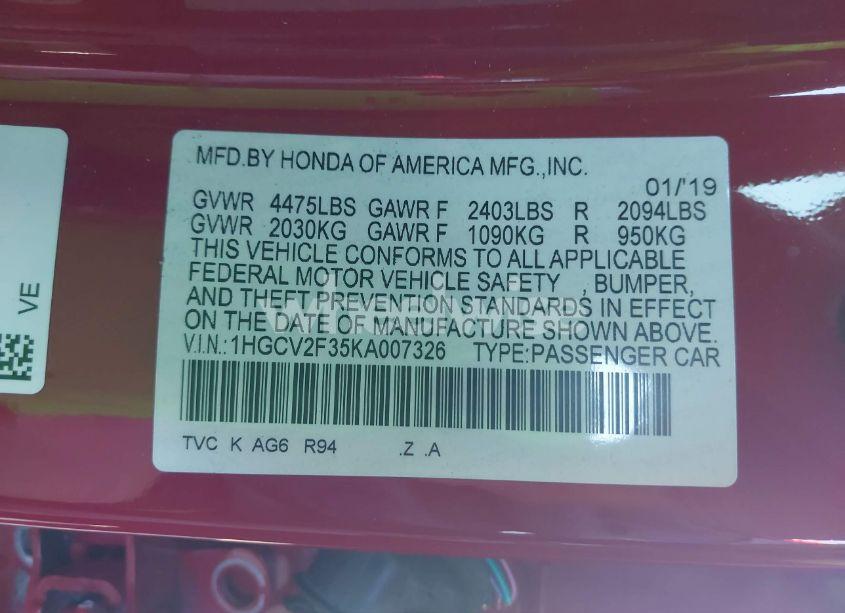 MFD.BY HONDA OF AMERICA MFG.,INC.
01/'19
GVWR 4475LBS GAWR F 2403LBS R 2094LBS
GVWR 2030KG GAWR F 1090KG R 950KG
THIS VEHICLE CONFORMS TO ALL APPLICABLE
FEDERAL MOTOR VEHICLE SAFETY , BUMPER,
AND THEFT PREVENTION STANDARDS IN EFFECT
ON THE DATE OF MANUFACTURE SHOWN ABOVE.
V.I.N.: 1HGCV2F35KA007326 TYPE:PASSENGER CAR
TVC K AG6 R94 .Z .A
VE